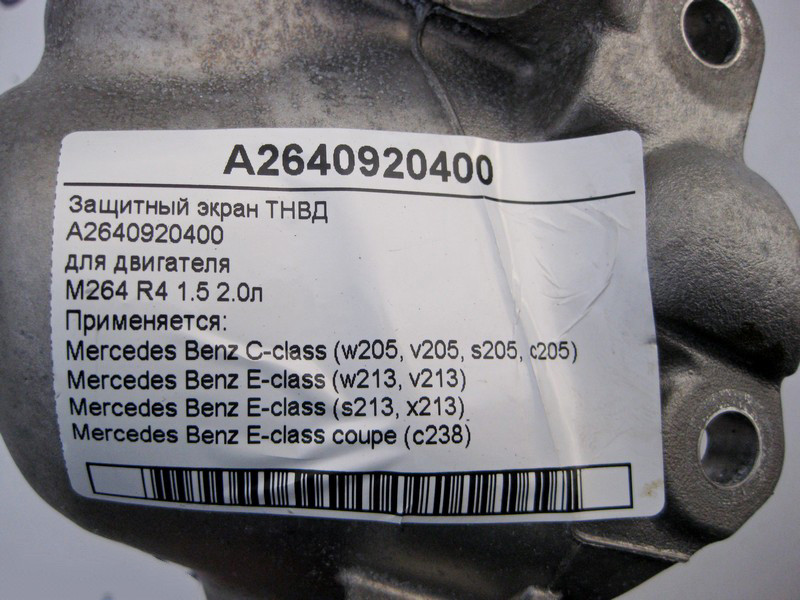 A2640920400
Защитный экран ТНВД
A2640920400
для двигателя
M264 R4 1.5 2.0л
Применяется:
Mercedes Benz C-class (w205, v205, s205, c205)
Mercedes Benz E-class (w213, v213)
Mercedes Benz E-class (s213, x213)
Mercedes Benz E-class coupe (c238)